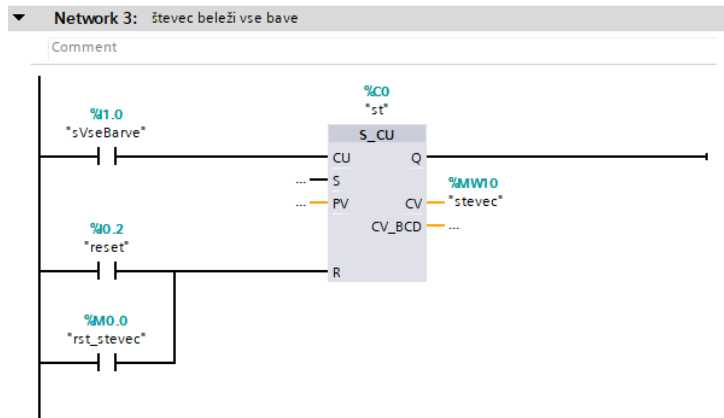 Network 3: števec beleži vse bave
Comment
%C0
"st"
%I1.0
"sVseBarve"
S_CU
CU Q
... S
%MW10
... PV CV "stevec"
CV_BCD ...
%I0.2
"reset"
R
%M0.0
"rst_stevec"